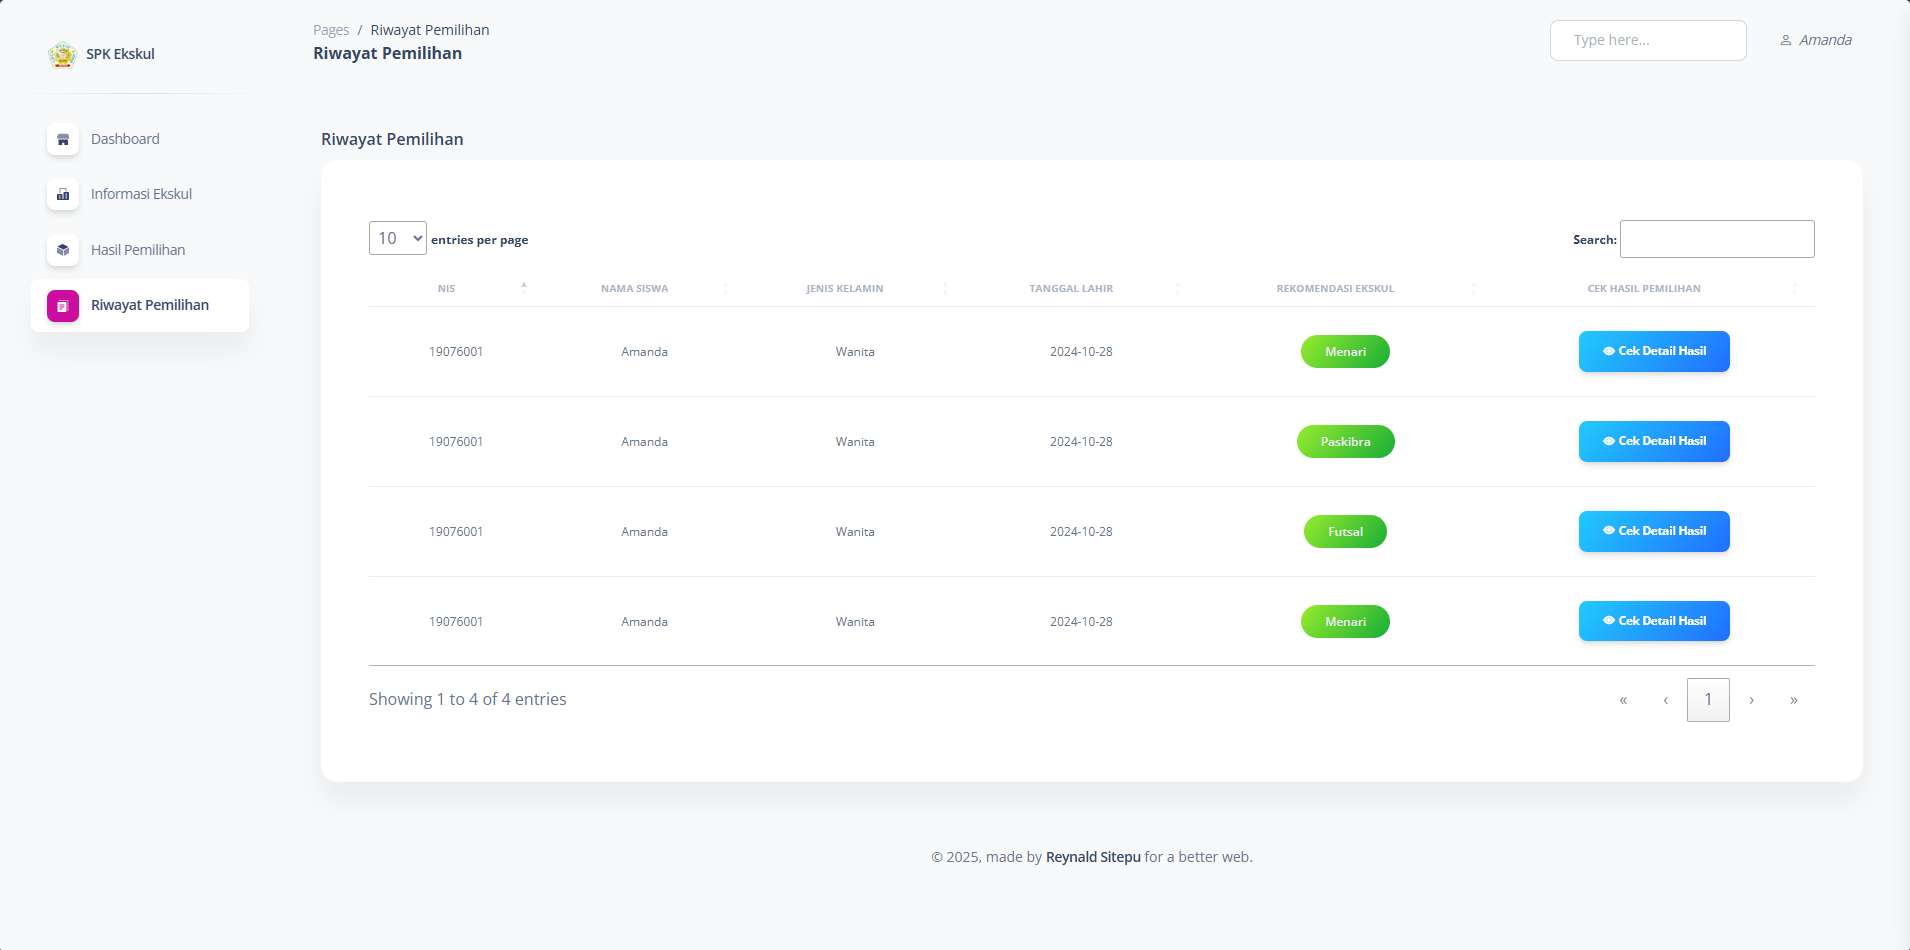 SPK Ekskul
Dashboard
Informasi Ekskul
Hasil Pemilihan
Riwayat Pemilihan
Pages / Riwayat Pemilihan
Riwayat Pemilihan
Type here...
Amanda
Riwayat Pemilihan
10 entries per page
Search:
NIS NAMA SISWA JENIS KELAMIN TANGGAL LAHIR REKOMENDASI EKSKUL CEK HASIL PEMILIHAN
19076001 Amanda Wanita 2024-10-28 Menari Cek Detail Hasil
19076001 Amanda Wanita 2024-10-28 Paskibra Cek Detail Hasil
19076001 Amanda Wanita 2024-10-28 Futsal Cek Detail Hasil
19076001 Amanda Wanita 2024-10-28 Menari Cek Detail Hasil
Showing 1 to 4 of 4 entries
« ‹ 1 › »
© 2025, made by Reynald Sitepu for a better web.